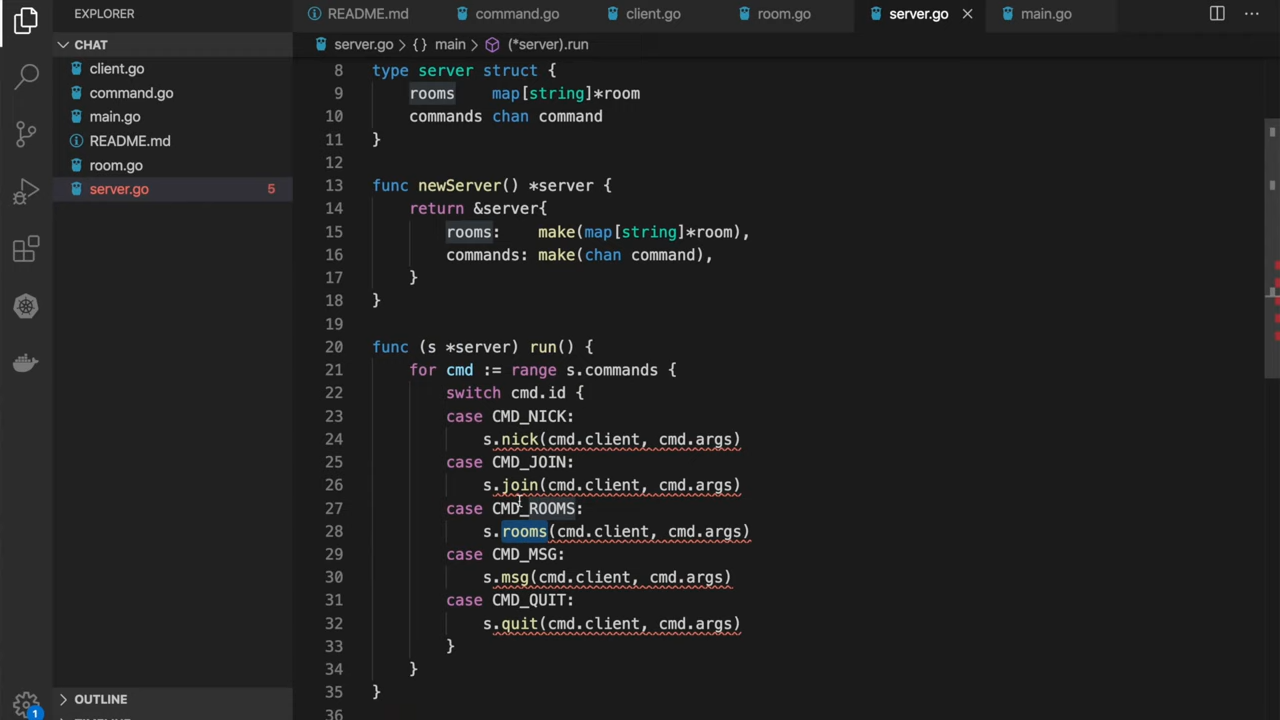 EXPLORER
CHAT
client.go
command.go
main.go
README.md
room.go
server.go 5
OUTLINE
1
README.md command.go client.go room.go server.go main.go
server.go > {} main > (*server).run
8 type server struct {
9 rooms map[string]*room
10 commands chan command
11 }
12
13 func newServer() *server {
14 return &server{
15 rooms: make(map[string]*room),
16 commands: make(chan command),
17 }
18 }
19
20 func (s *server) run() {
21 for cmd := range s.commands {
22 switch cmd.id {
23 case CMD_NICK:
24 s.nick(cmd.client, cmd.args)
25 case CMD_JOIN:
26 s.join(cmd.client, cmd.args)
27 case CMD_ROOMS:
28 s.rooms(cmd.client, cmd.args)
29 case CMD_MSG:
30 s.msg(cmd.client, cmd.args)
31 case CMD_QUIT:
32 s.quit(cmd.client, cmd.args)
33 }
34 }
35 }
36